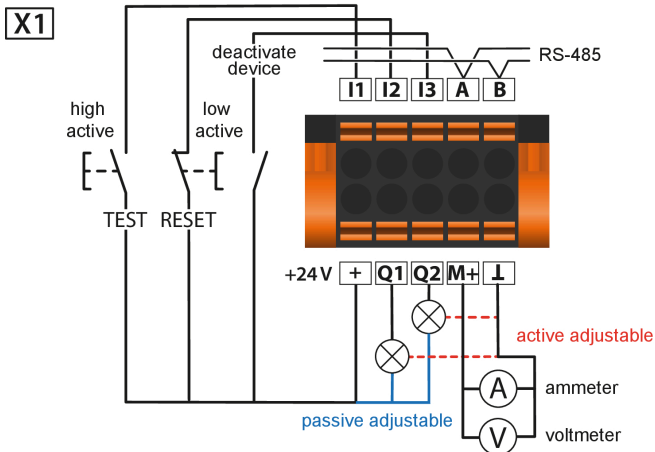 X1
deactivate
device
RS-485
I1 I2 I3 A B
high
active
low
active
TEST RESET
+24 V + Q1 Q2 M+ ⊥
active adjustable
A ammeter
passive adjustable
V voltmeter